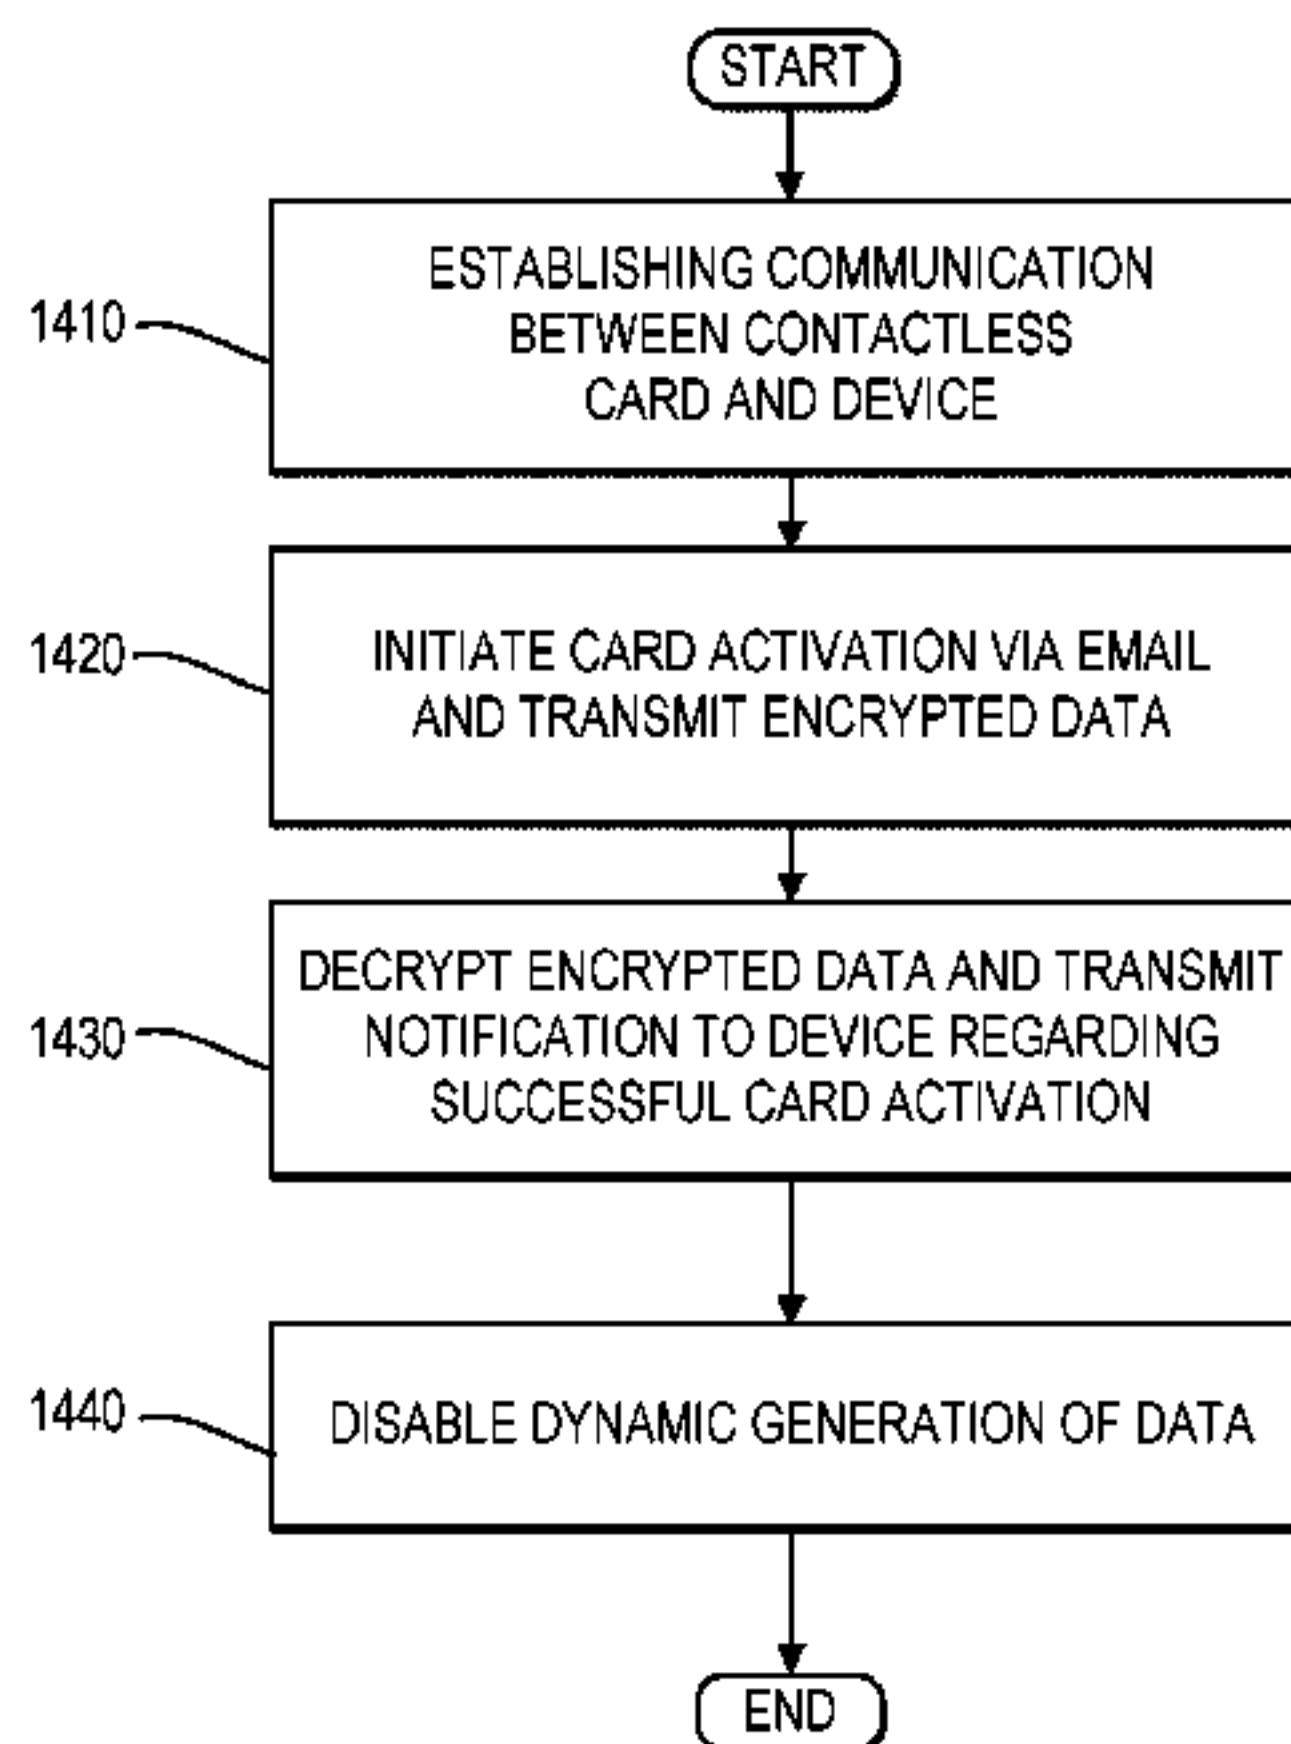 START
1410
ESTABLISHING COMMUNICATION
BETWEEN CONTACTLESS
CARD AND DEVICE
1420
INITIATE CARD ACTIVATION VIA EMAIL
AND TRANSMIT ENCRYPTED DATA
1430
DECRYPT ENCRYPTED DATA AND TRANSMIT
NOTIFICATION TO DEVICE REGARDING
SUCCESSFUL CARD ACTIVATION
1440
DISABLE DYNAMIC GENERATION OF DATA
END